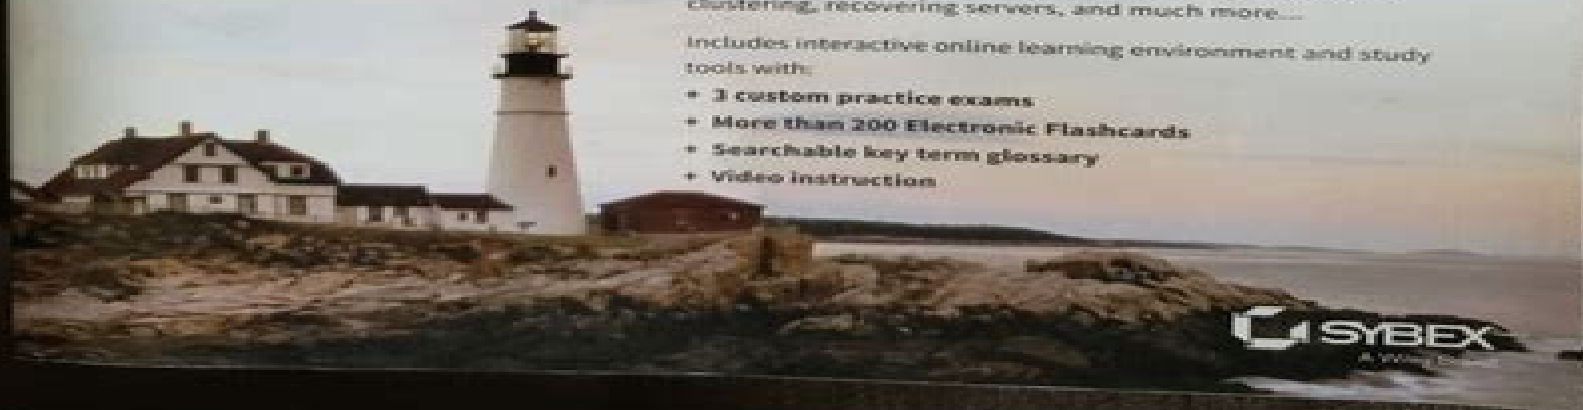 clustering, recovering servers, and much more...
Includes interactive online learning environment and study
tools with:
+ 3 custom practice exams
+ More than 200 Electronic Flashcards
+ Searchable key term glossary
+ Video instruction
SYBEX
A